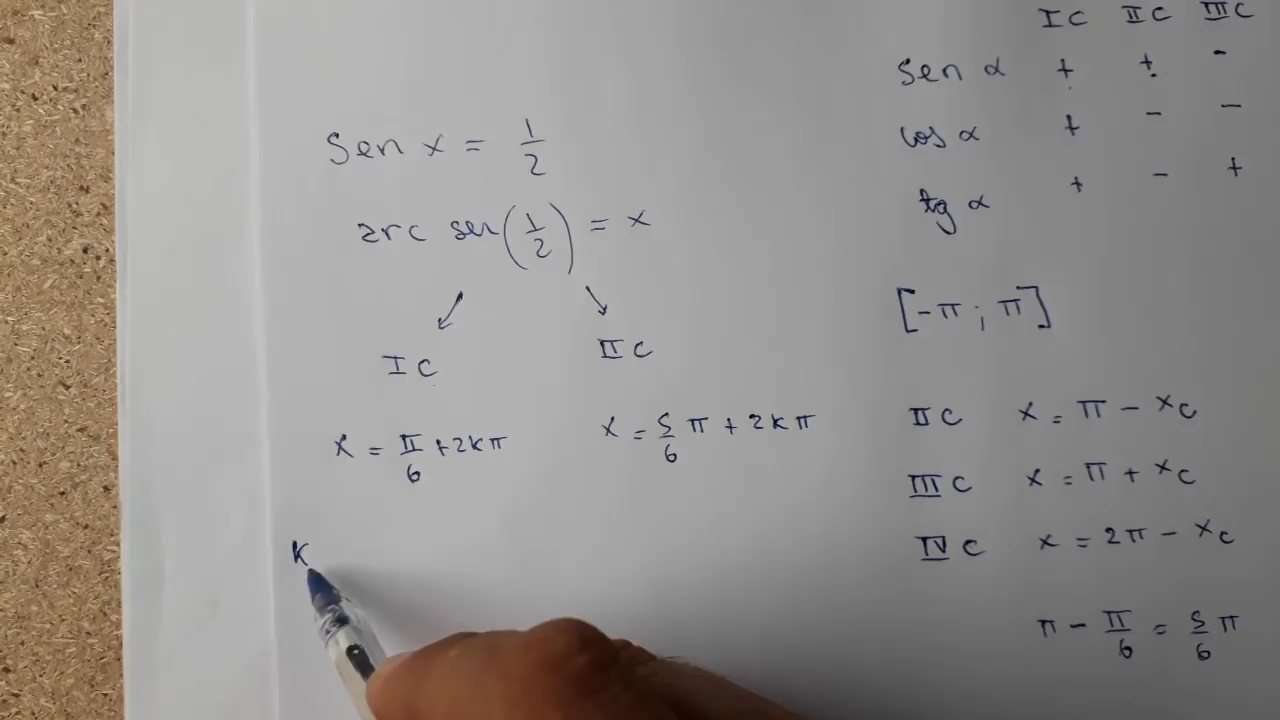 Sen x = 1/2
arc sen(1/2) = x
I C
II C
x = π/6 + 2kπ
x = 5/6 π + 2kπ
K
I C II C III C
Sen α + + -
cos α + - -
tg α + - +
[-π ; π]
II C x = π - xc
III C x = π + xc
IV C x = 2π - xc
π - π/6 = 5/6 π